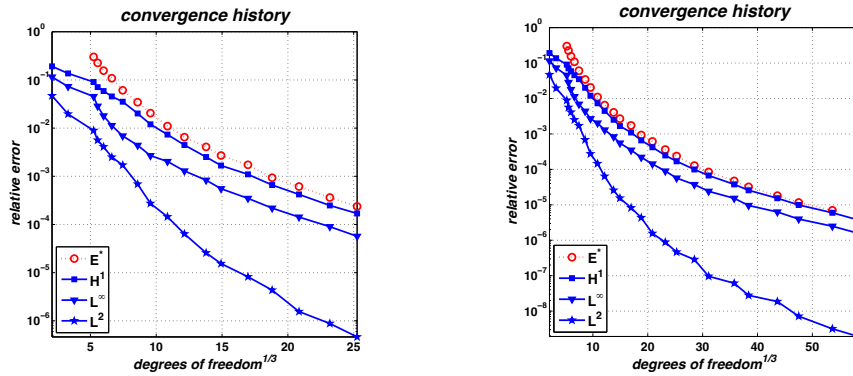 convergence history
relative error
10^0
10^-1
10^-2
10^-3
10^-4
10^-5
10^-6
E*
H^1
L^∞
L^2
5 10 15 20 25
degrees of freedom^1/3
convergence history
relative error
10^0
10^-1
10^-2
10^-3
10^-4
10^-5
10^-6
10^-7
10^-8
E*
H^1
L^∞
L^2
10 20 30 40 50
degrees of freedom^1/3